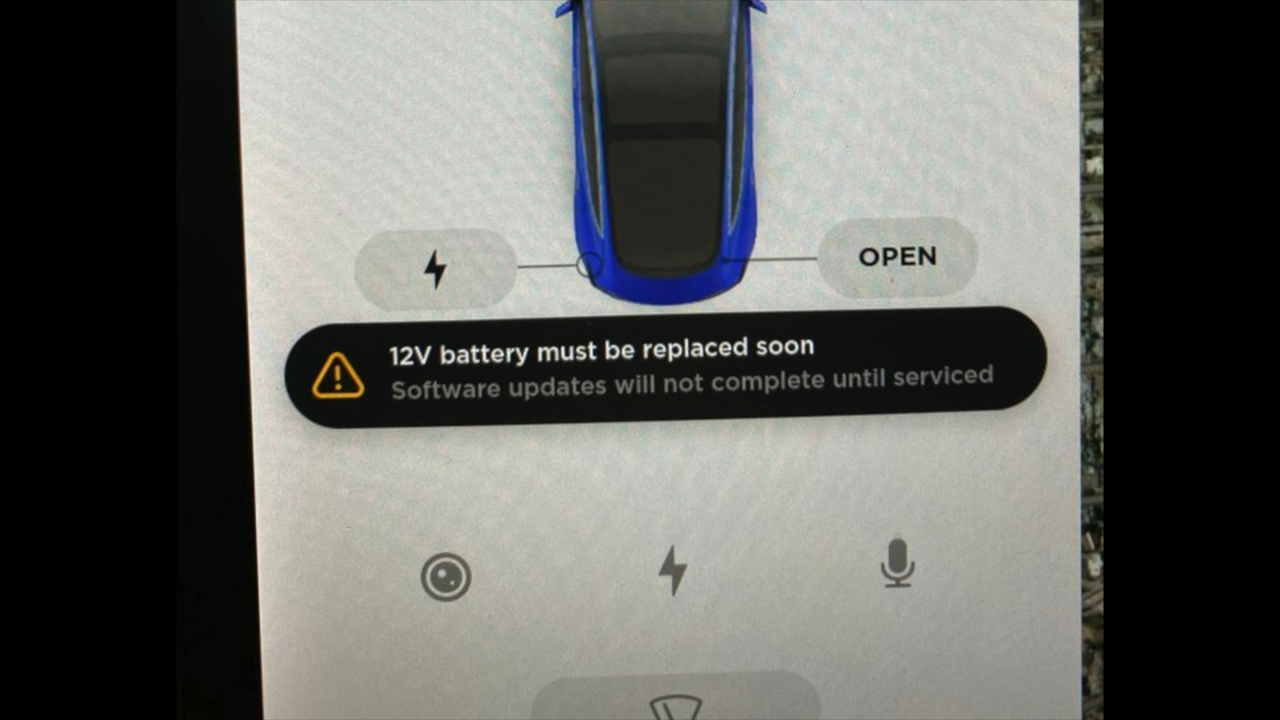 OPEN
12V battery must be replaced soon
Software updates will not complete until serviced